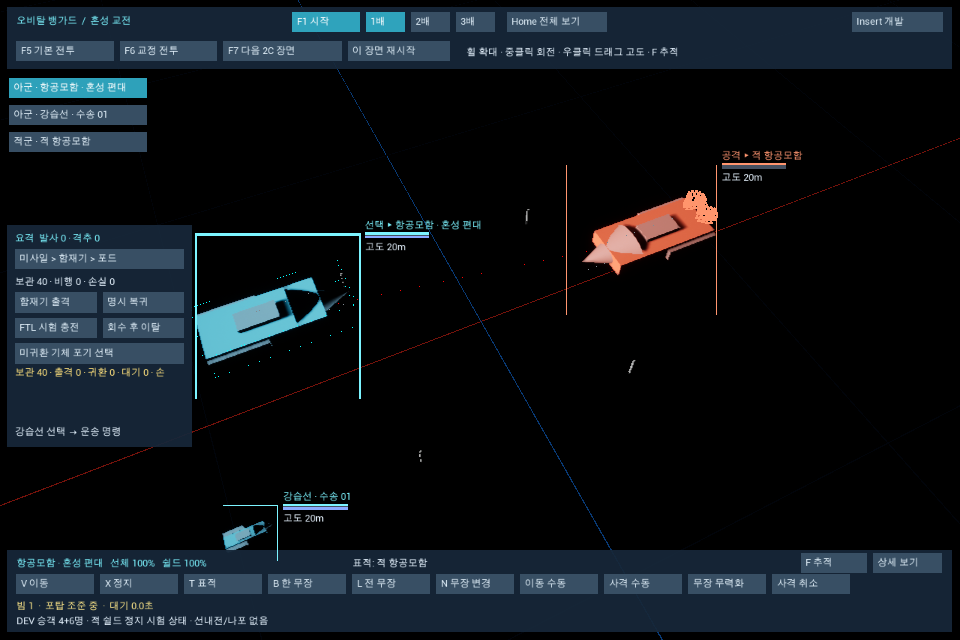 오비탈 뱅가드 / 혼성 교전
F1 시작
1배
2배
3배
Home 전체 보기
Insert 개발
F5 기본 전투
F6 교정 전투
F7 다음 2C 장면
이 장면 재시작
휠 확대 · 중클릭 회전 · 우클릭 드래그 고도 · F 추적
아군 · 항공모함 · 혼성 편대
아군 · 강습선 · 수송 01
적군 · 적 항공모함
공격 ▸ 적 항공모함
고도 20m
선택 ▸ 항공모함 · 혼성 편대
고도 20m
요격 발사 0 · 격추 0
미사일 > 함재기 > 포드
보관 40 · 비행 0 · 손실 0
함재기 출격
명시 복귀
FTL 시험 충전
회수 후 이탈
미귀환 기체 포기 선택
보관 40 · 출격 0 · 귀환 0 · 대기 0 · 손
강습선 선택 → 운송 명령
강습선 · 수송 01
고도 20m
항공모함 · 혼성 편대 선체 100% 쉴드 100%
표적: 적 항공모함
F 추적
상세 보기
V 이동
X 정지
T 표적
B 한 무장
L 전 무장
N 무장 변경
이동 수동
사격 수동
무장 무력화
사격 취소
빔 1 · 포탑 조준 중 · 대기 0.0초
DEV 승객 4+6명 · 적 쉴드 정지 시험 상태 · 선내전/나포 없음